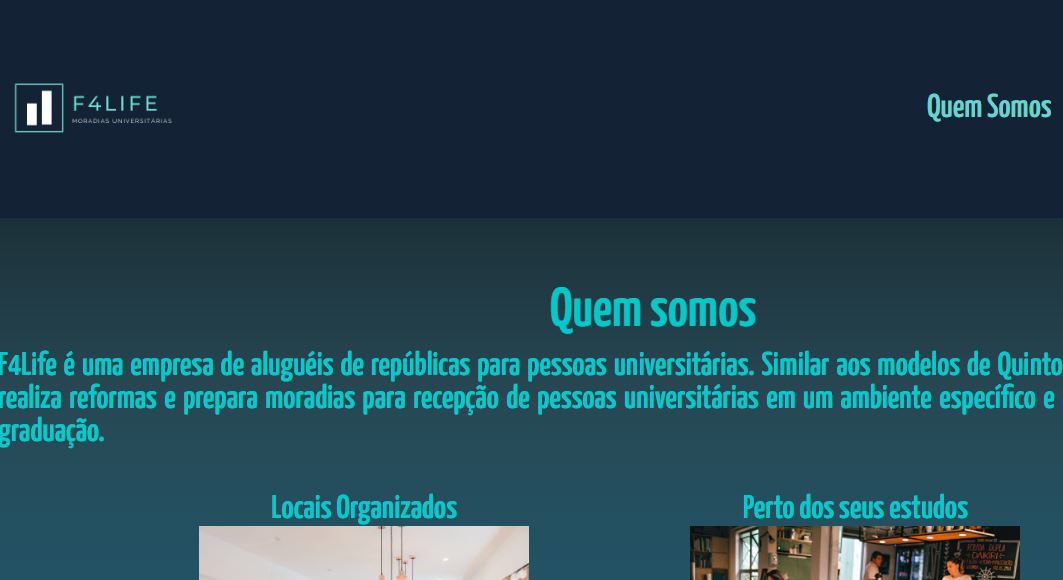 F4LIFE
MORADIAS UNIVERSITÁRIAS
Quem Somos
Quem somos
F4Life é uma empresa de aluguéis de repúblicas para pessoas universitárias. Similar aos modelos de Quinto
realiza reformas e prepara moradias para recepção de pessoas universitárias em um ambiente específico e
graduação.
Locais Organizados
Perto dos seus estudos